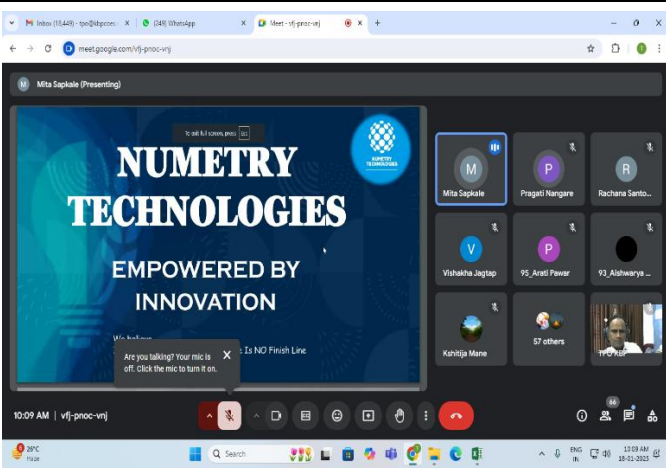 Inbox (18,449) - tpo@kbpcoes
(249) WhatsApp
Meet - vfj-pnoc-vnj
meet.google.com/vfj-pnoc-vnj
M
Mita Sapkale (Presenting)
To exit full screen, press Esc
NUMETRY
TECHNOLOGIES
NUMETRY
TECHNOLOGIES
EMPOWERED BY
INNOVATION
We believe
Is NO Finish Line
Are you talking? Your mic is
off. Click the mic to turn it on.
M
Mita Sapkale
P
Pragati Nangare
R
Rachana Santo...
V
Vishakha Jagtap
P
95_Arati Pawar
93_Aishwarya ...
Kshitija Mane
57 others
TPO KBP
10:09 AM | vfj-pnoc-vnj
66
26°C
Haze
Search
ENG
IN
10:09 AM
18-01-2025